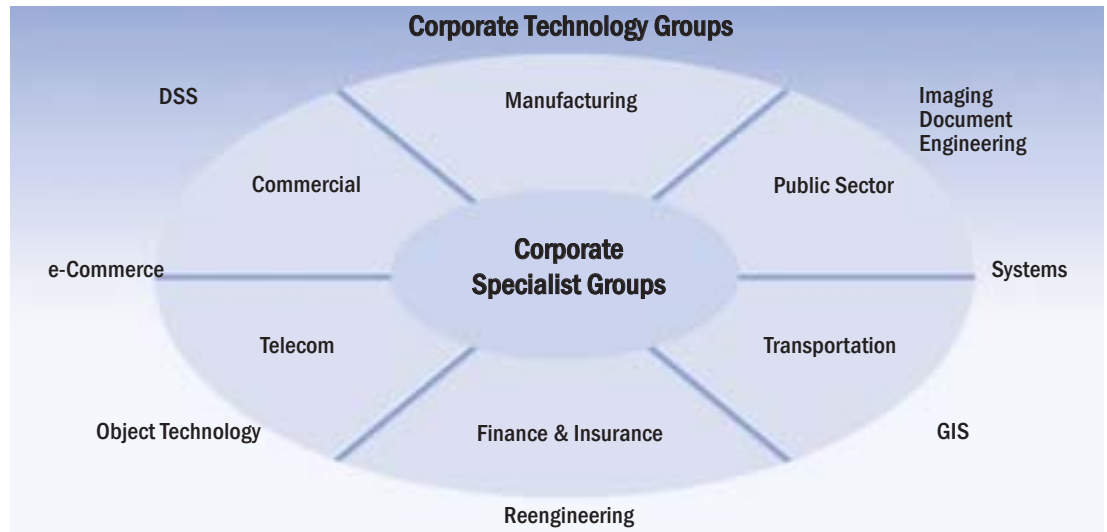 Corporate Technology Groups
DSS
Manufacturing
Imaging
Document
Engineering
Commercial
Public Sector
Corporate
Specialist Groups
e-Commerce
Systems
Telecom
Transportation
Object Technology
Finance & Insurance
GIS
Reengineering